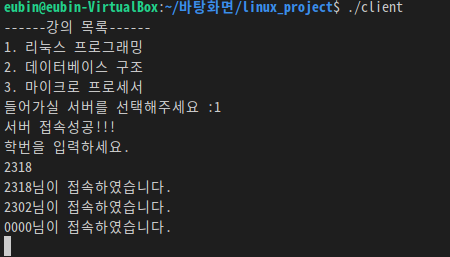 eubin@eubin-VirtualBox:~/바탕화면/linux_project$ ./client
------강의 목록------
1. 리눅스 프로그래밍
2. 데이터베이스 구조
3. 마이크로 프로세서
들어가실 서버를 선택해주세요 :1
서버 접속성공!!!
학번을 입력하세요.
2318
2318님이 접속하였습니다.
2302님이 접속하였습니다.
0000님이 접속하였습니다.